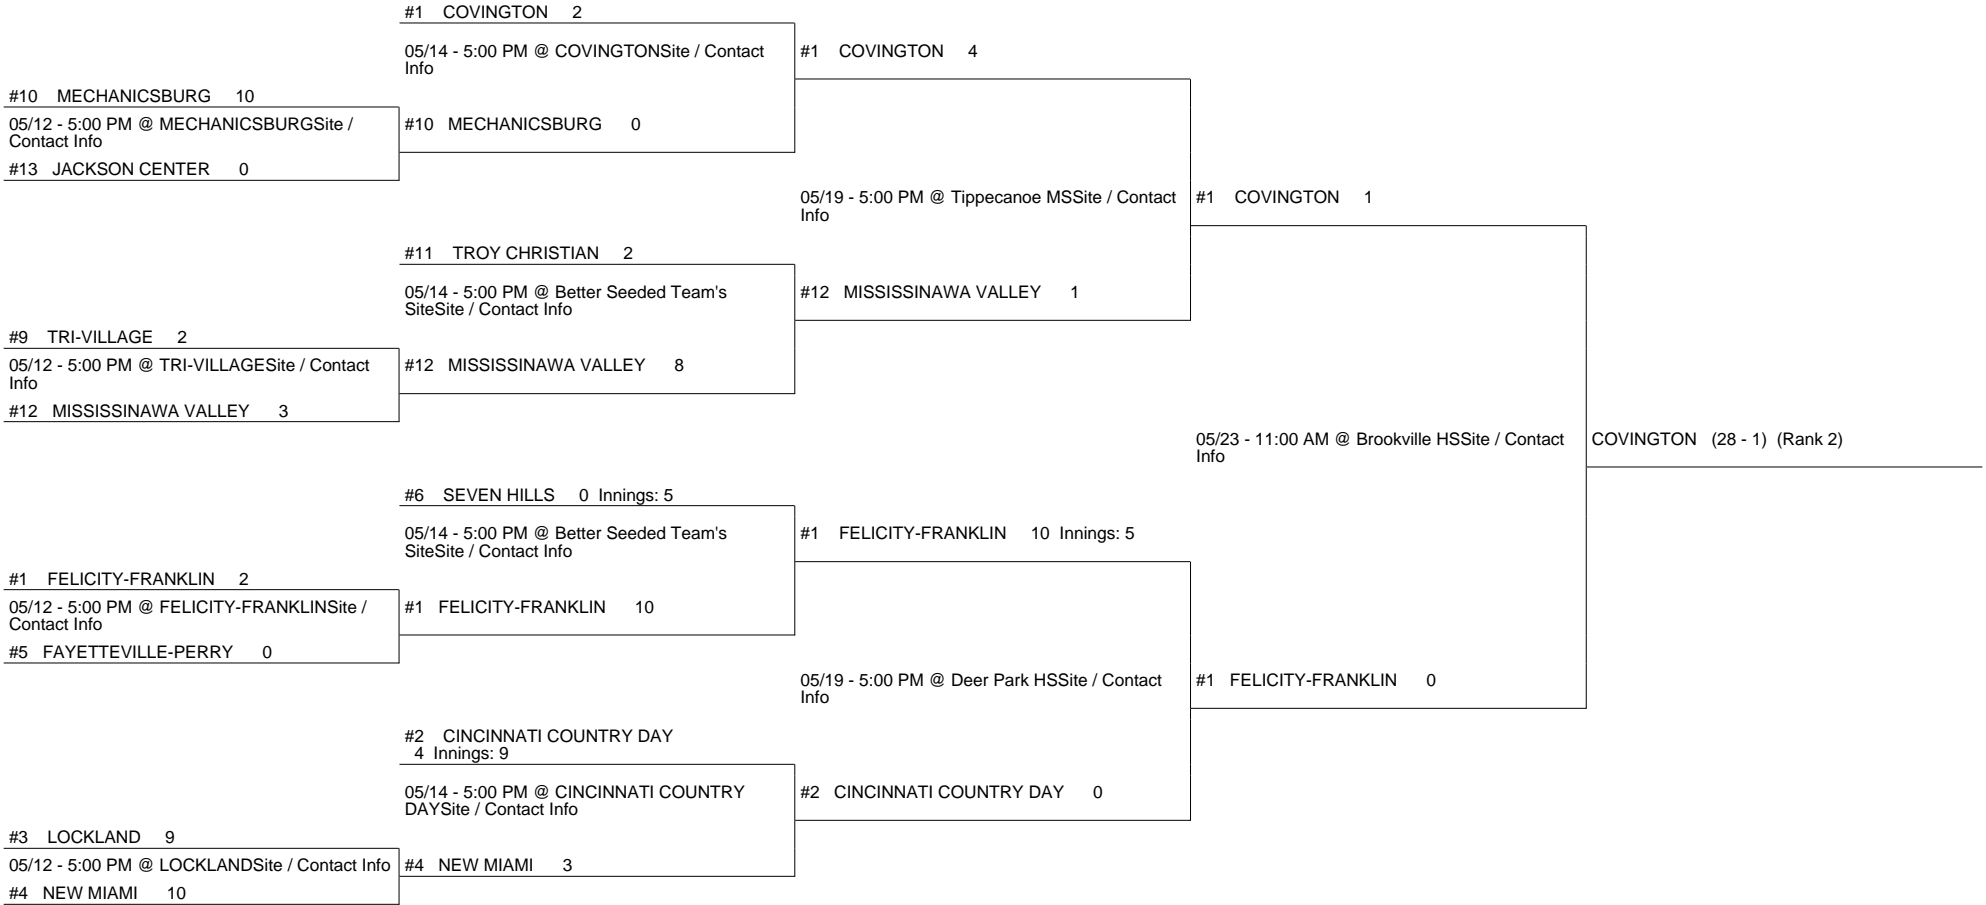 #1 COVINGTON 2
05/14 - 5:00 PM @ COVINGTONSite / Contact
Info
#1 COVINGTON 4
#10 MECHANICSBURG 10
05/12 - 5:00 PM @ MECHANICSBURGSite /
Contact Info
#10 MECHANICSBURG 0
#13 JACKSON CENTER 0
05/19 - 5:00 PM @ Tippecanoe MSSite / Contact
Info
#1 COVINGTON 1
#11 TROY CHRISTIAN 2
05/14 - 5:00 PM @ Better Seeded Team's
SiteSite / Contact Info
#12 MISSISSINAWA VALLEY 1
#9 TRI-VILLAGE 2
05/12 - 5:00 PM @ TRI-VILLAGESite / Contact
Info
#12 MISSISSINAWA VALLEY 8
#12 MISSISSINAWA VALLEY 3
05/23 - 11:00 AM @ Brookville HSSite / Contact
Info
COVINGTON (28 - 1) (Rank 2)
#6 SEVEN HILLS 0 Innings: 5
05/14 - 5:00 PM @ Better Seeded Team's
SiteSite / Contact Info
#1 FELICITY-FRANKLIN 10 Innings: 5
#1 FELICITY-FRANKLIN 2
05/12 - 5:00 PM @ FELICITY-FRANKLINSite /
Contact Info
#1 FELICITY-FRANKLIN 10
#5 FAYETTEVILLE-PERRY 0
05/19 - 5:00 PM @ Deer Park HSSite / Contact
Info
#1 FELICITY-FRANKLIN 0
#2 CINCINNATI COUNTRY DAY
4 Innings: 9
05/14 - 5:00 PM @ CINCINNATI COUNTRY
DAYSite / Contact Info
#2 CINCINNATI COUNTRY DAY 0
#3 LOCKLAND 9
05/12 - 5:00 PM @ LOCKLANDSite / Contact Info
#4 NEW MIAMI 3
#4 NEW MIAMI 10